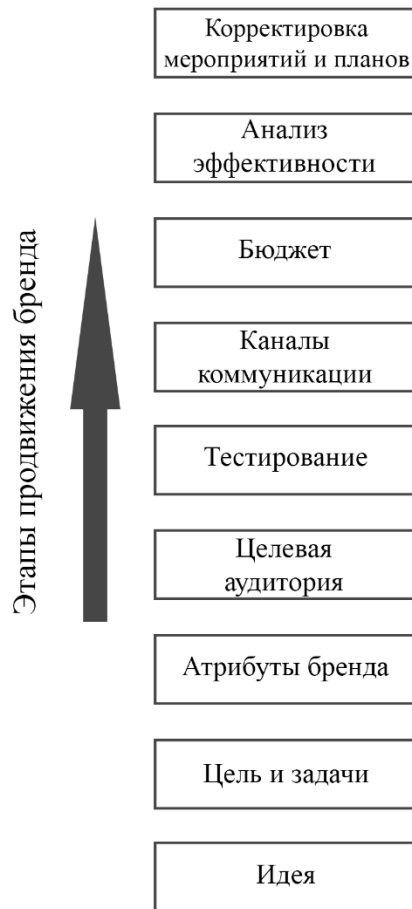 Корректировка
мероприятий и планов
Анализ
эффективности
Бюджет
Каналы
коммуникации
Тестирование
Целевая
аудитория
Атрибуты бренда
Цель и задачи
Идея
Этапы продвижения бренда